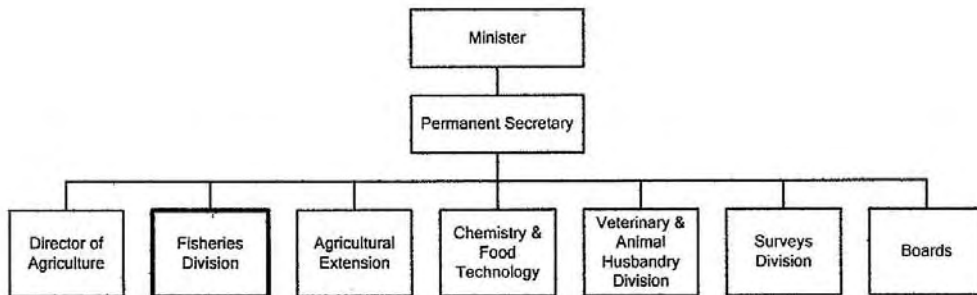 Minister
Permanent Secretary
Director of
Agriculture
Fisheries
Division
Agricultural
Extension
Chemistry &
Food
Technology
Veterinary &
Animal
Husbandry
Division
Surveys
Division
Boards